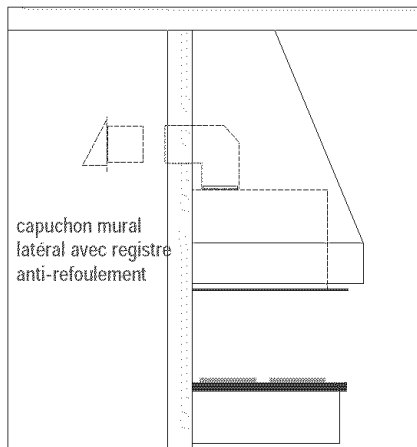 capuchon mural
latéral avec registre
anti-refoulement